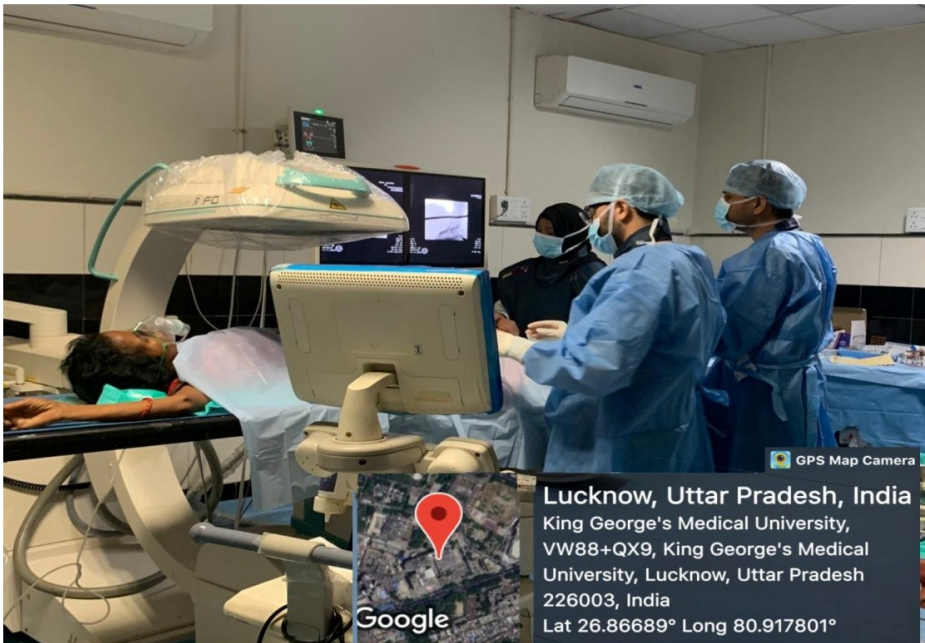 GPS Map Camera
Lucknow, Uttar Pradesh, India
King George's Medical University,
VW88+QX9, King George's Medical
University, Lucknow, Uttar Pradesh
226003, India
Lat 26.86689° Long 80.917801°
Google